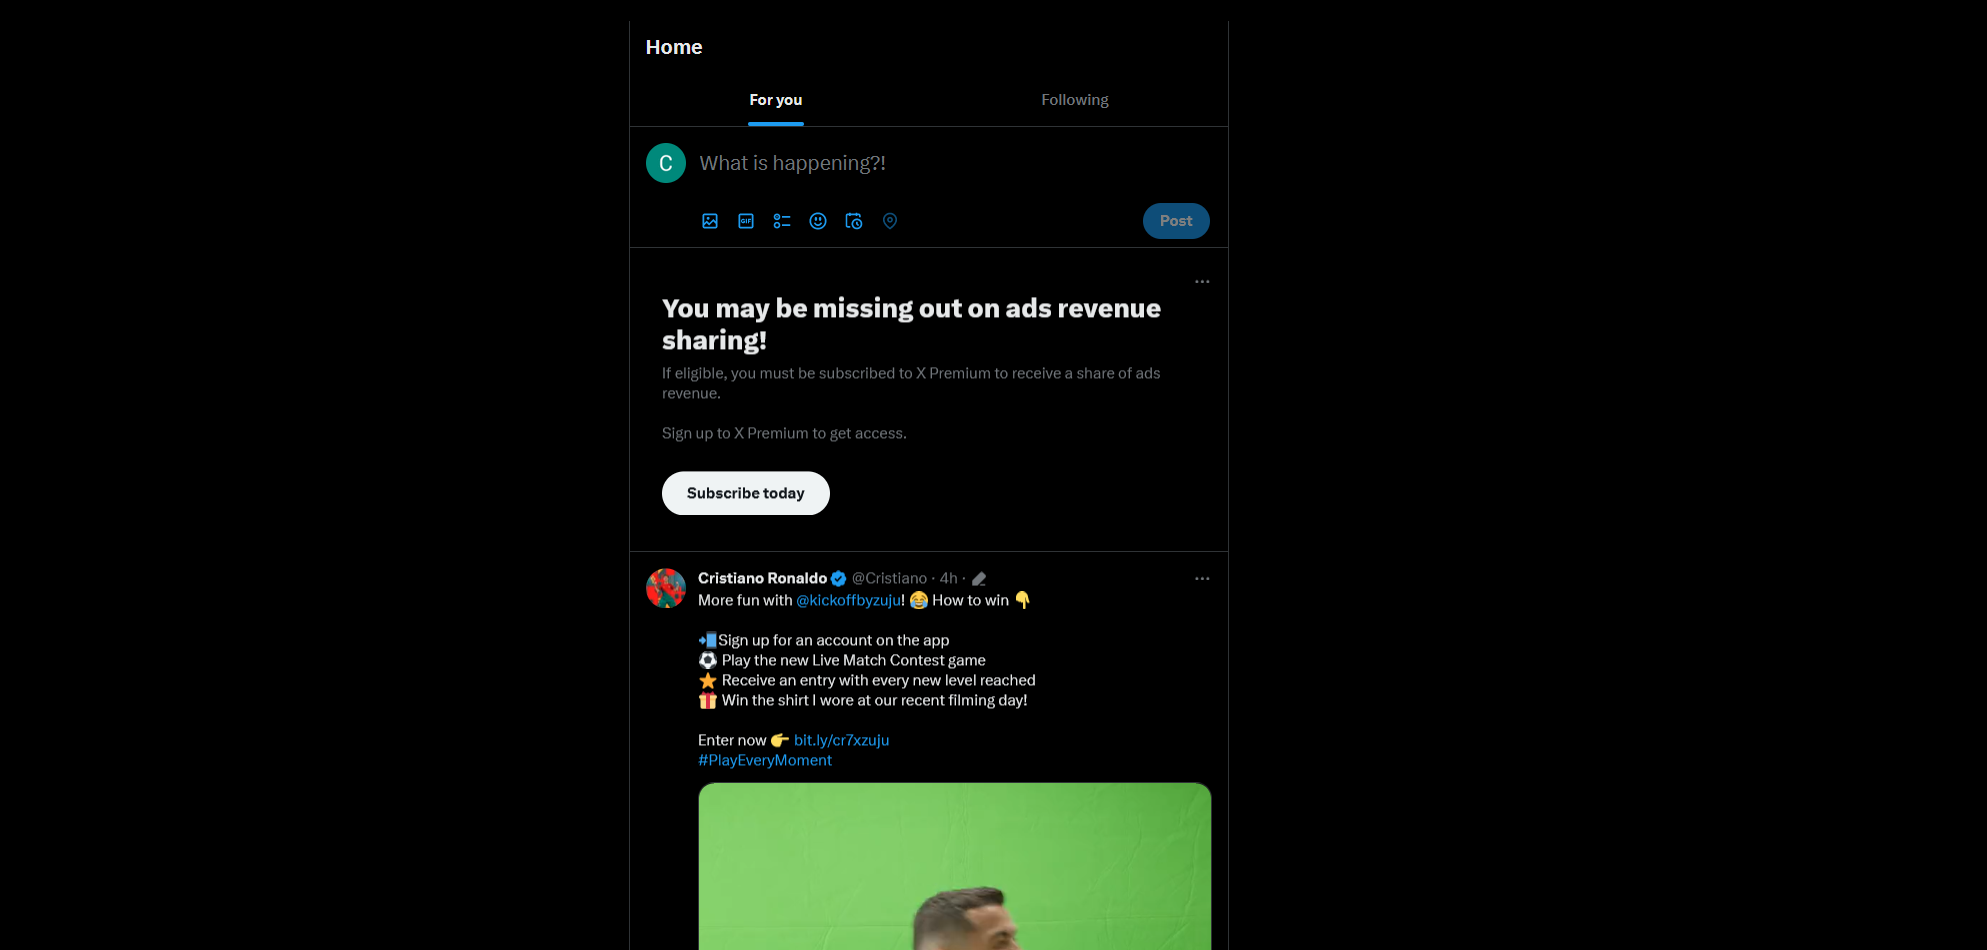 Home
For you
Following
C
What is happening?!
GIF
Post
You may be missing out on ads revenue
sharing!
If eligible, you must be subscribed to X Premium to receive a share of ads
revenue.
Sign up to X Premium to get access.
Subscribe today
Cristiano Ronaldo @Cristiano · 4h ·
More fun with @kickoffbyzuju! 😂 How to win 👇
📲Sign up for an account on the app
⚽ Play the new Live Match Contest game
⭐ Receive an entry with every new level reached
🎁 Win the shirt I wore at our recent filming day!
Enter now 👉 bit.ly/cr7xzuju
#PlayEveryMoment